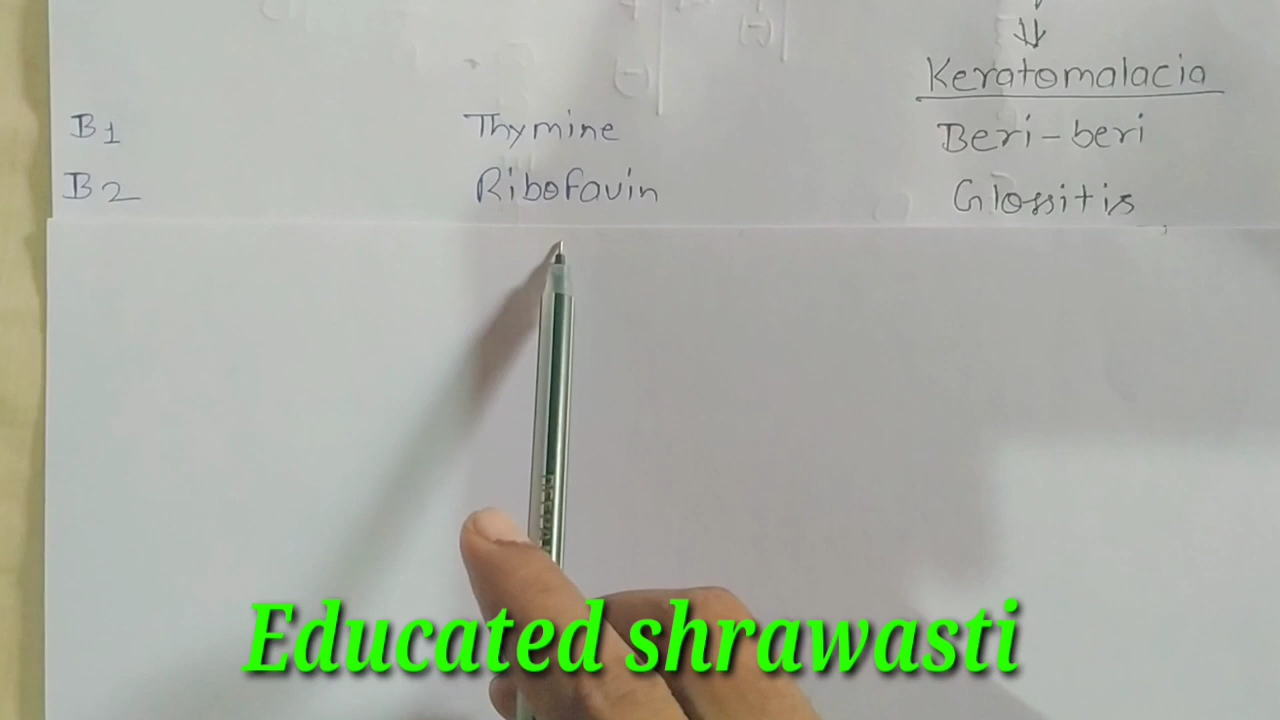 Keratomalacia
B1 Thymine Beri-beri
B2 Ribofavin Glossitis
Educated shrawasti